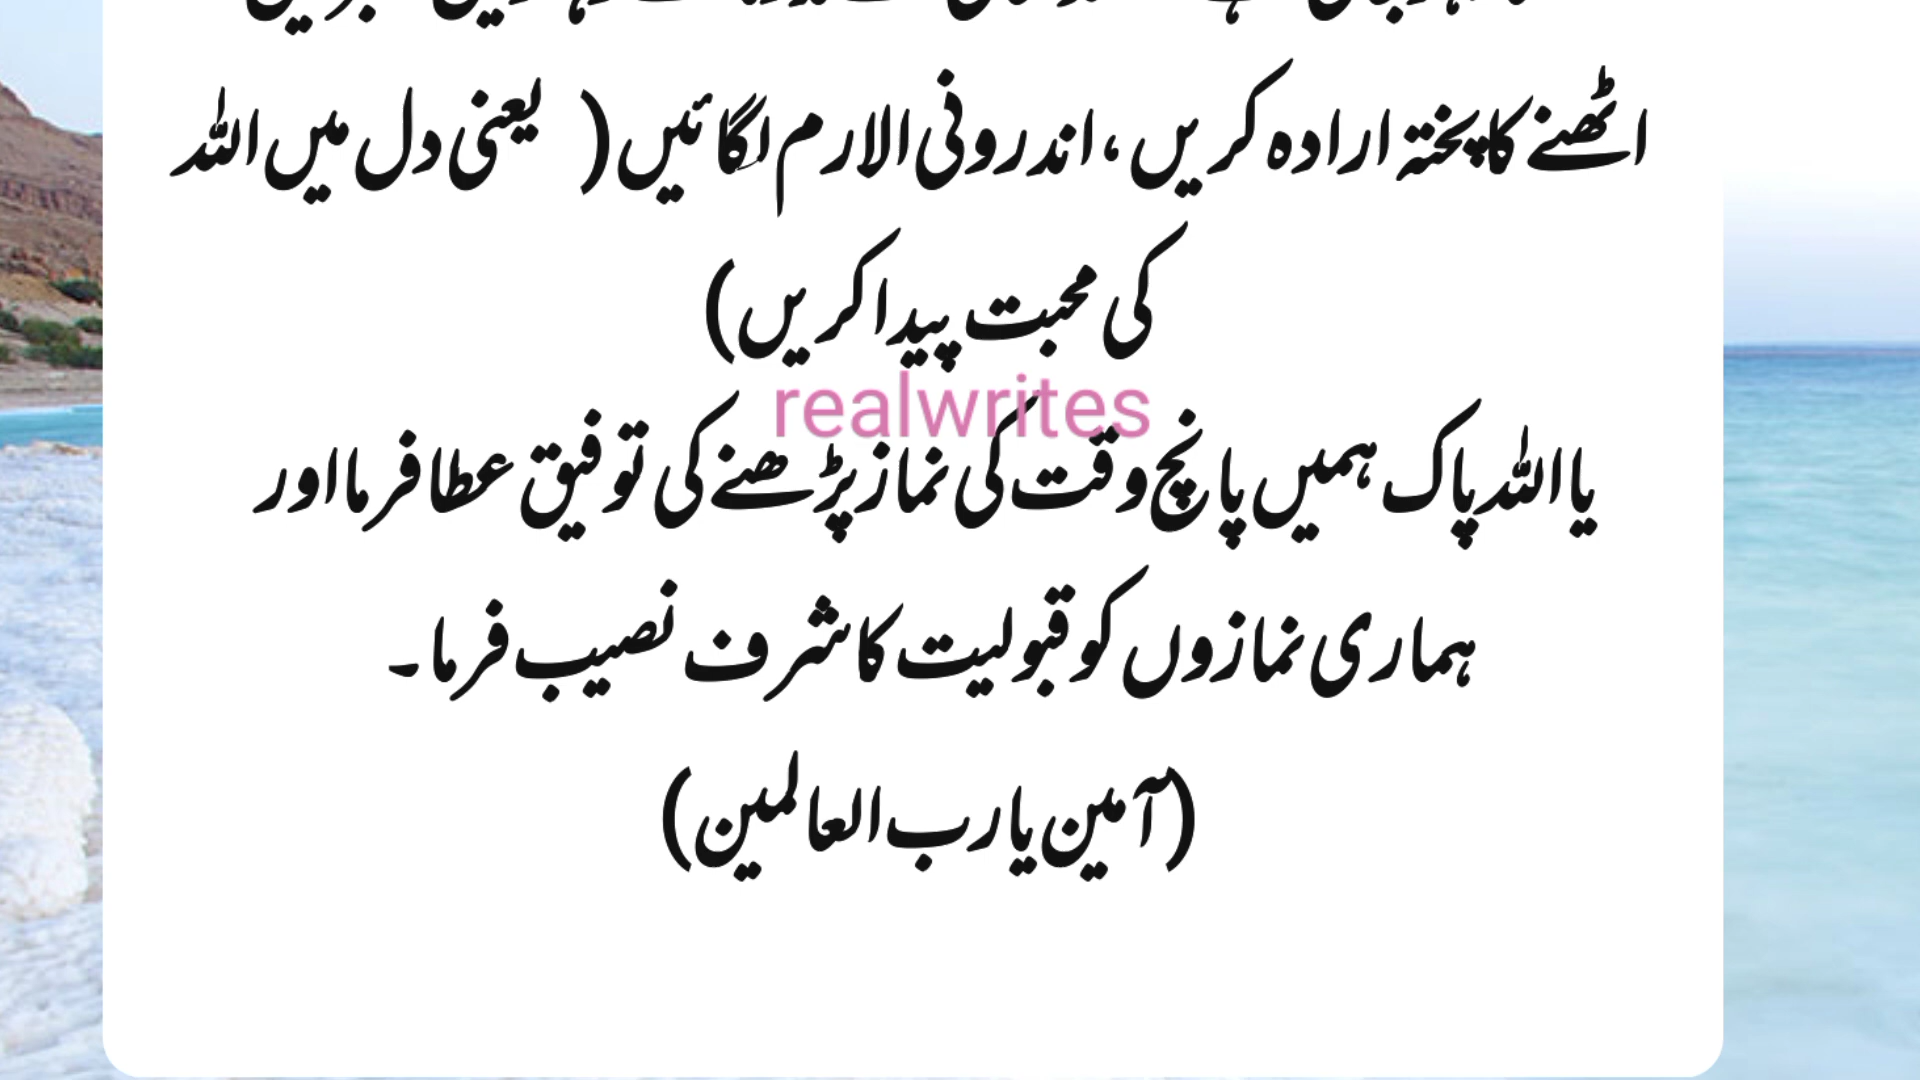 اٹھنے کا پختہ ارادہ کریں ، اندرونی الارم لگائیں ( یعنی دل میں اللہ
کی محبت پیدا کریں)
realwrites
یا اللہ پاک ہمیں پانچ وقت کی نماز پڑھنے کی توفیق عطا فرما اور
ہماری نمازوں کو قبولیت کا شرف نصیب فرما۔
(آمین یارب العالمین)